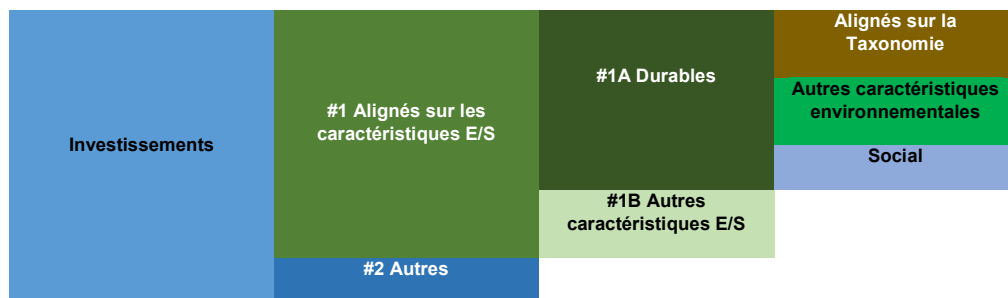 Investissements
#1 Alignés sur les
caractéristiques E/S
#2 Autres
#1A Durables
#1B Autres
caractéristiques E/S
Alignés sur la
Taxonomie
Autres caractéristiques
environnementales
Social